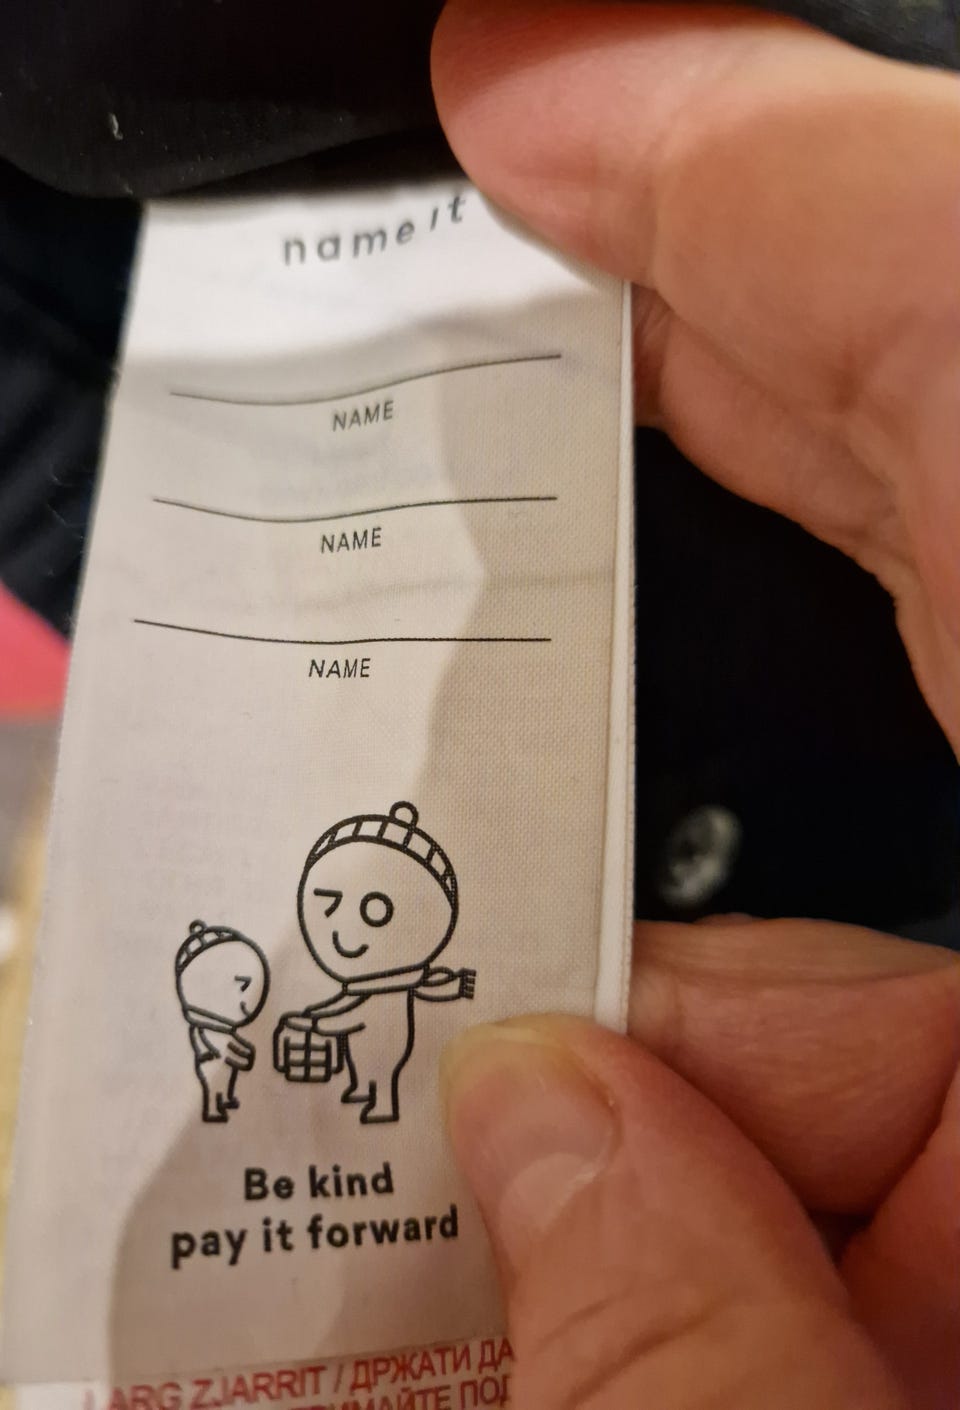 name it
NAME
NAME
NAME
Be kind
pay it forward
LARG ZJARRIT / ДРЖАТИ ДА